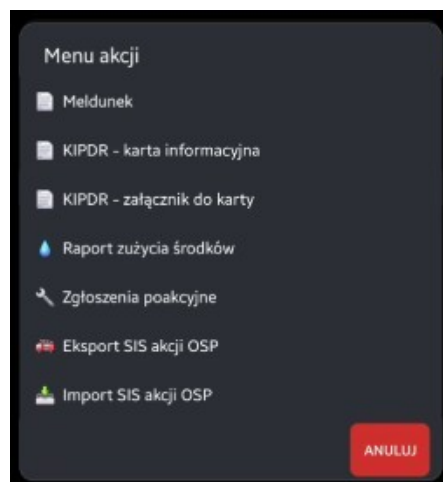 Menu akcji
Meldunek
KIPDR - karta informacyjna
KIPDR - załącznik do karty
Raport zużycia środków
Zgłoszenia poakcyjne
Eksport SIS akcji OSP
Import SIS akcji OSP
ANULUJ